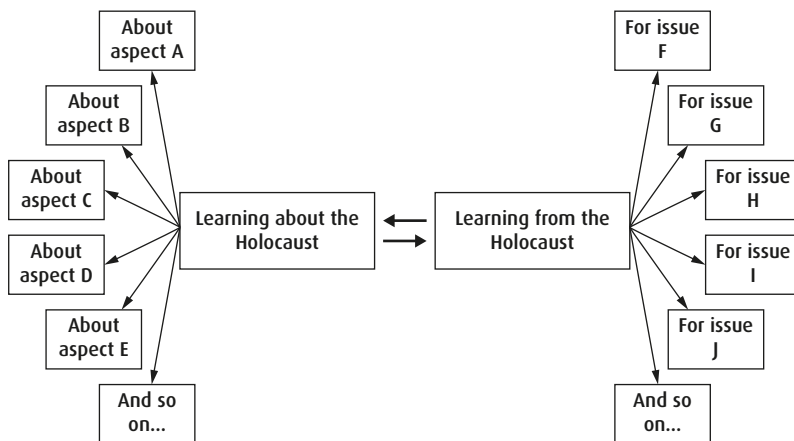 About
aspect A
About
aspect B
About
aspect C
About
aspect D
About
aspect E
And so
on...
Learning about the
Holocaust
Learning from the
Holocaust
For issue
F
For issue
G
For issue
H
For issue
I
For issue
J
And so
on...